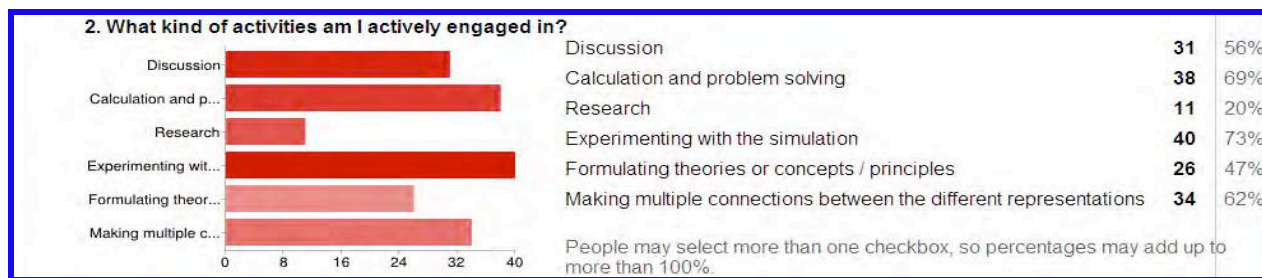 2. What kind of activities am I actively engaged in?
Discussion
Calculation and p...
Research
Experimenting wit...
Formulating theor...
Making multiple c...
0 8 16 24 32 40
Discussion 31 56%
Calculation and problem solving 38 69%
Research 11 20%
Experimenting with the simulation 40 73%
Formulating theories or concepts / principles 26 47%
Making multiple connections between the different representations 34 62%
People may select more than one checkbox, so percentages may add up to
more than 100%.